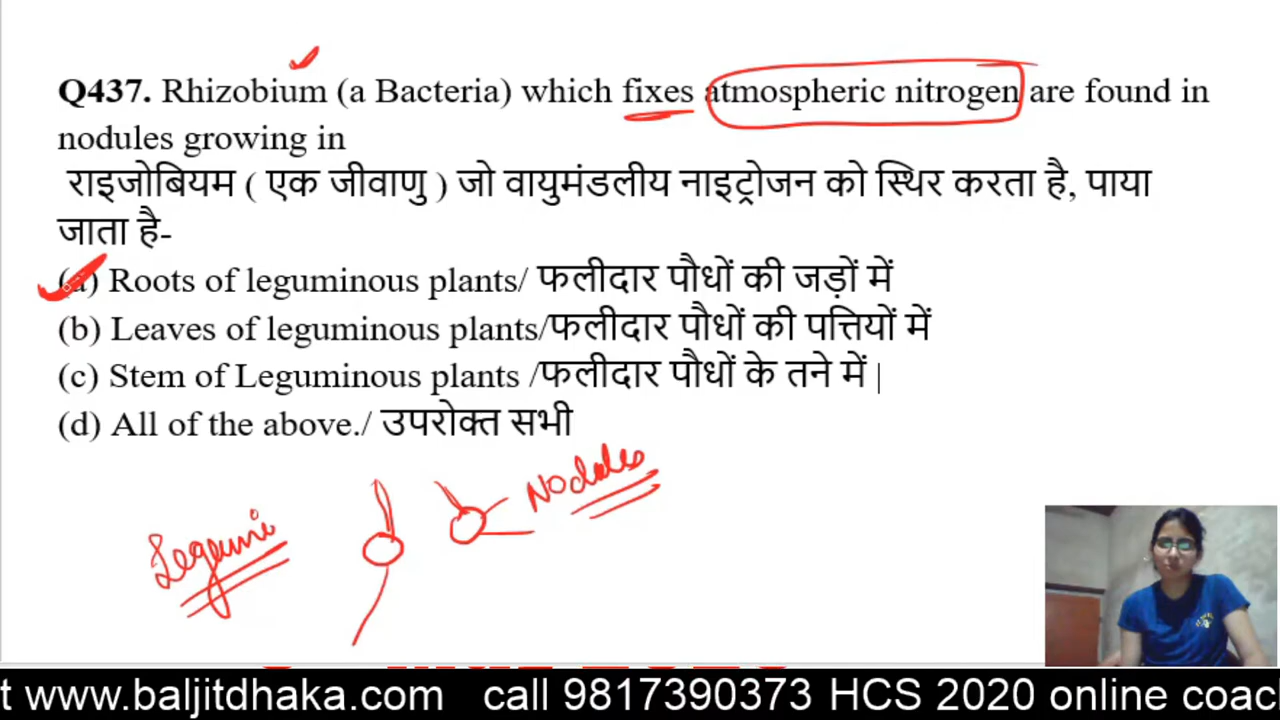 Q437. Rhizobium (a Bacteria) which fixes atmospheric nitrogen are found in
nodules growing in
राइजोबियम ( एक जीवाणु ) जो वायुमंडलीय नाइट्रोजन को स्थिर करता है, पाया
जाता है-
(a) Roots of leguminous plants/ फलीदार पौधों की जड़ों में
(b) Leaves of leguminous plants/फलीदार पौधों की पत्तियों में
(c) Stem of Leguminous plants /फलीदार पौधों के तने में |
(d) All of the above./ उपरोक्त सभी
Nodules
t www.baljitdhaka.com call 9817390373 HCS 2020 online coac